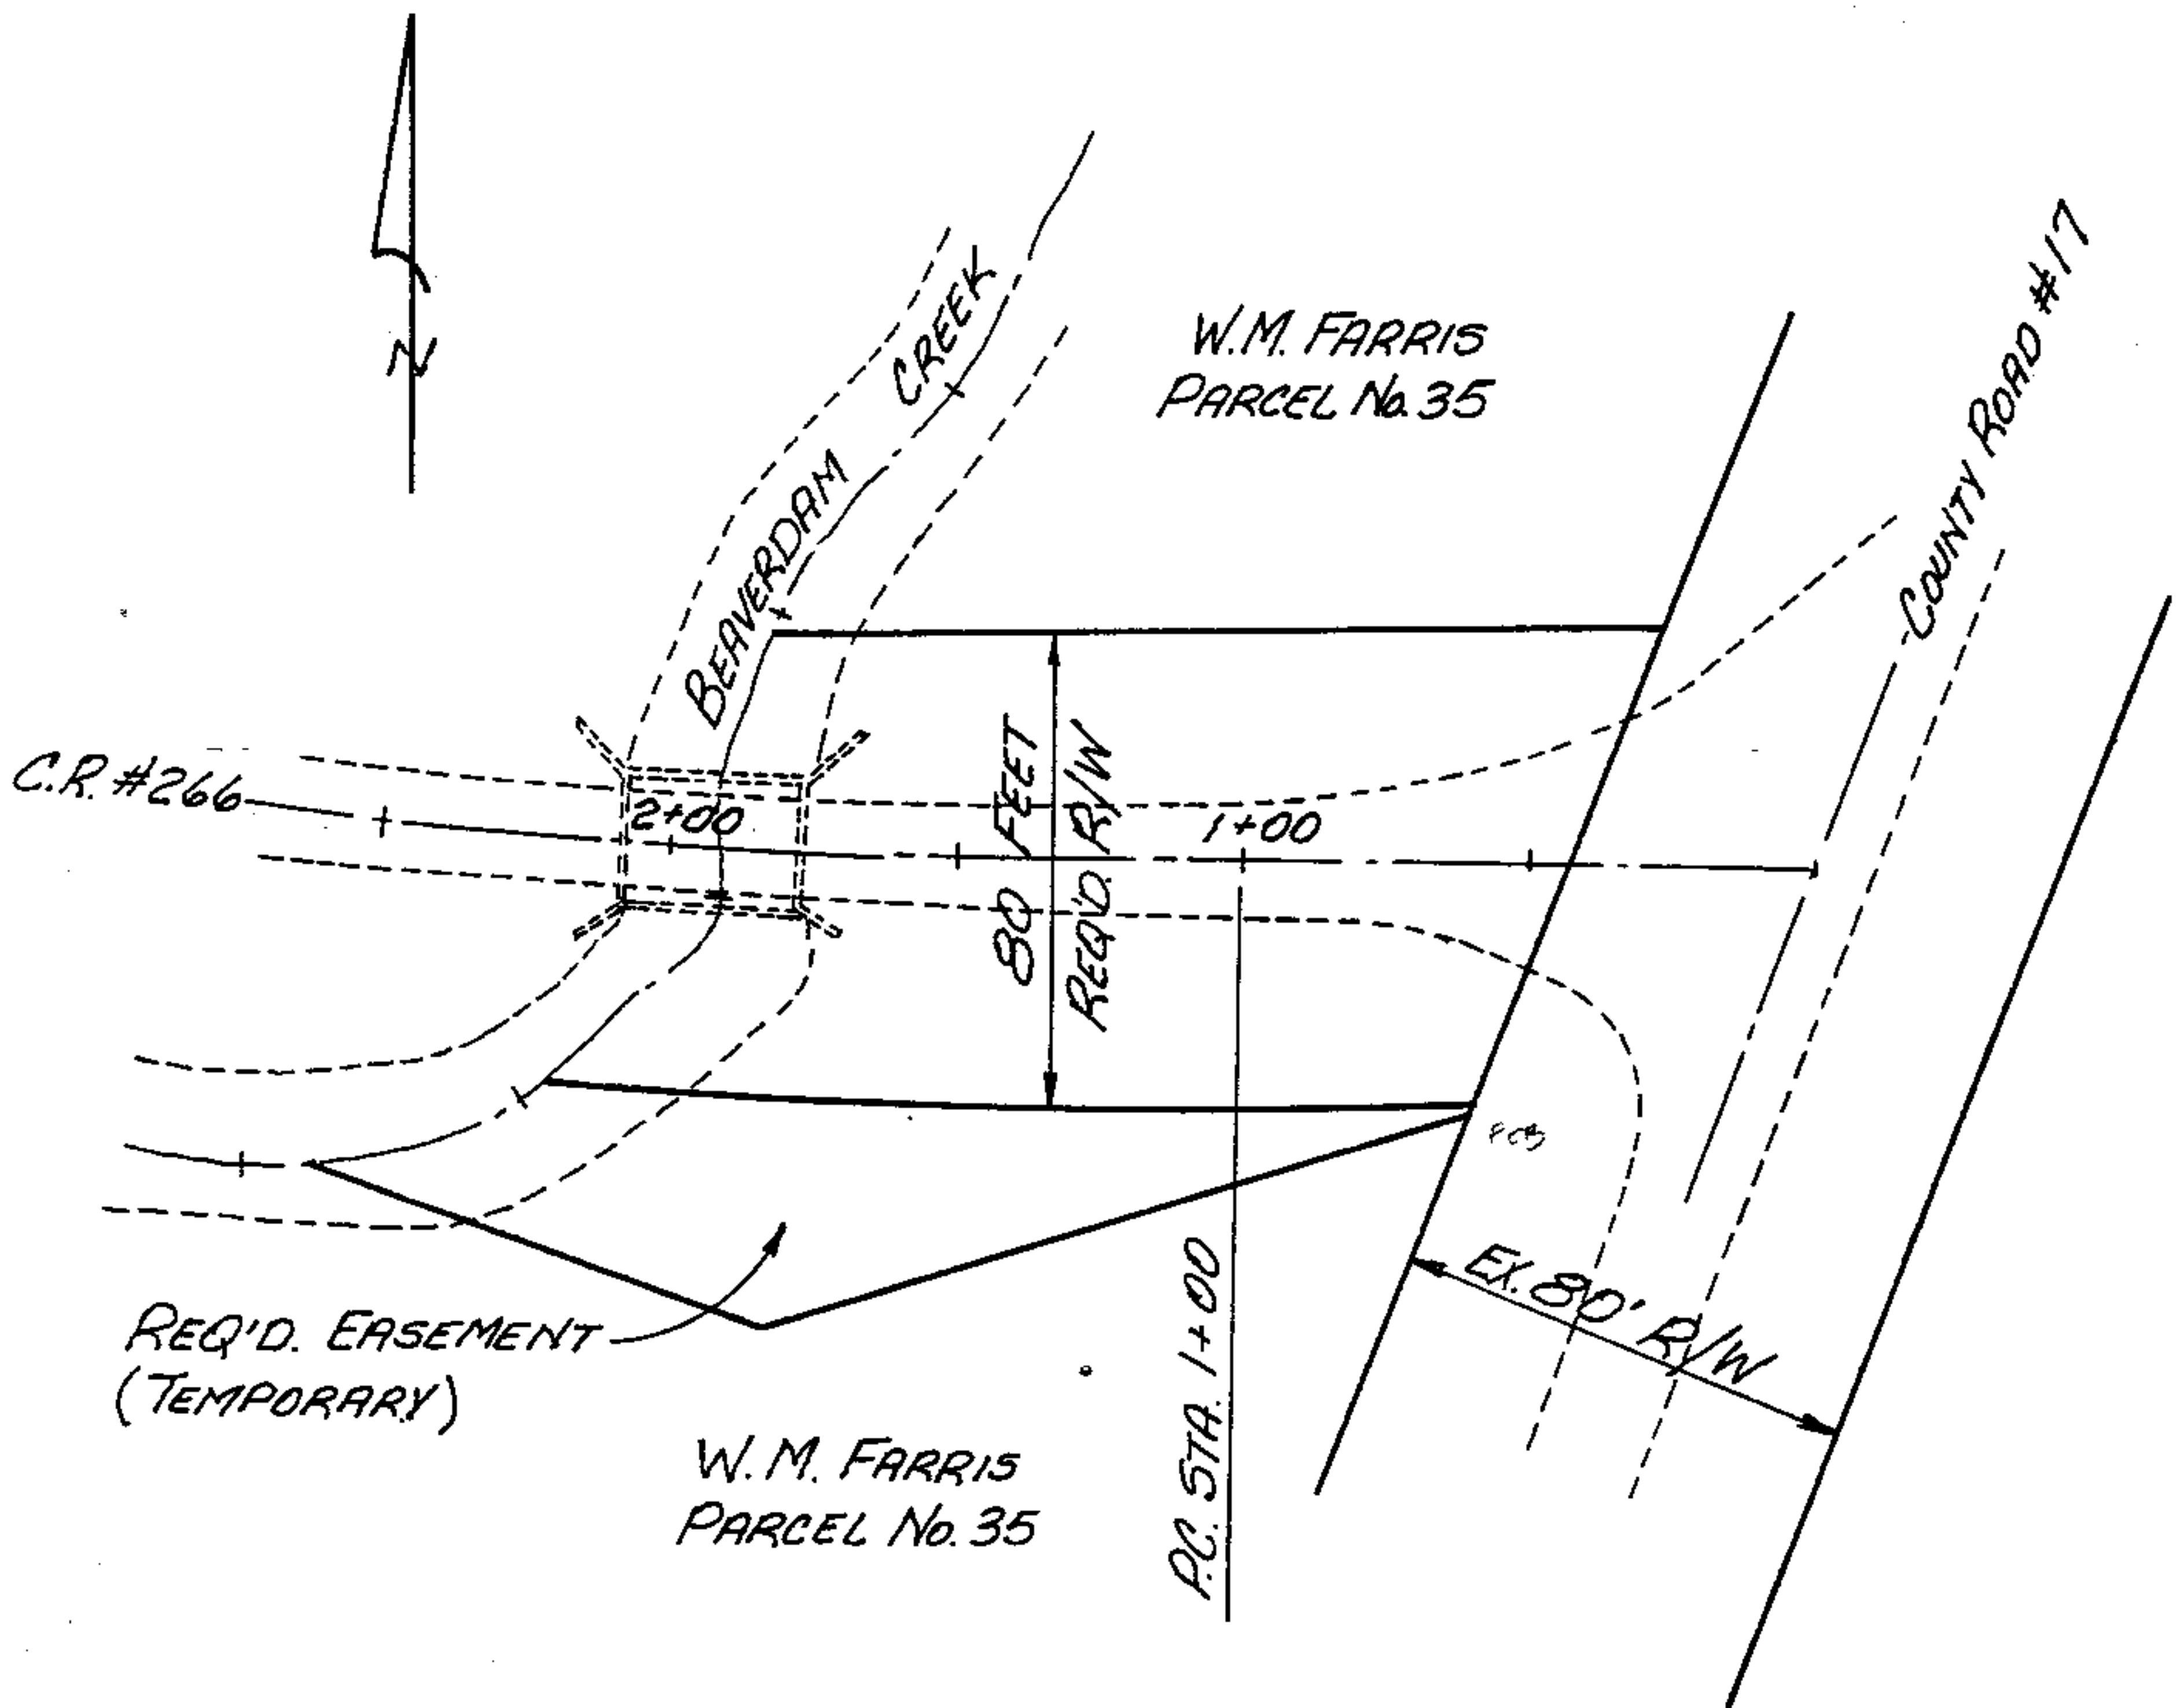 N
BEAVERDAM CREEK
W.M. FARRIS
PARCEL No. 35
COUNTY ROAD #17
C.R. #266
2+00
1+00
80 FEET
REQ'D. R/W
POB
EX. 80' R/W
P.C. STA. 1+00
REQ'D. EASEMENT
(TEMPORARY)
W.M. FARRIS
PARCEL No. 35